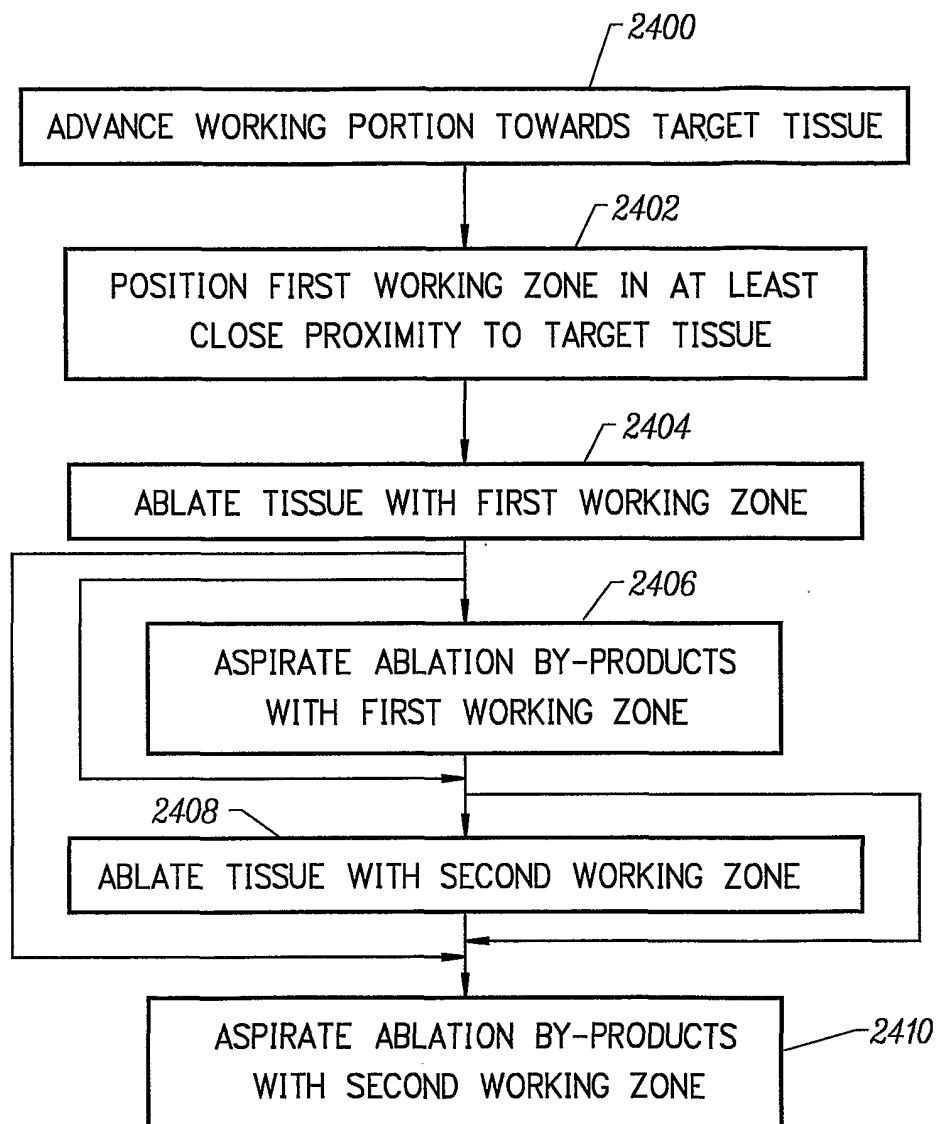 2400
ADVANCE WORKING PORTION TOWARDS TARGET TISSUE
2402
POSITION FIRST WORKING ZONE IN AT LEAST
CLOSE PROXIMITY TO TARGET TISSUE
2404
ABLATE TISSUE WITH FIRST WORKING ZONE
2406
ASPIRATE ABLATION BY-PRODUCTS
WITH FIRST WORKING ZONE
2408
ABLATE TISSUE WITH SECOND WORKING ZONE
ASPIRATE ABLATION BY-PRODUCTS
WITH SECOND WORKING ZONE
2410